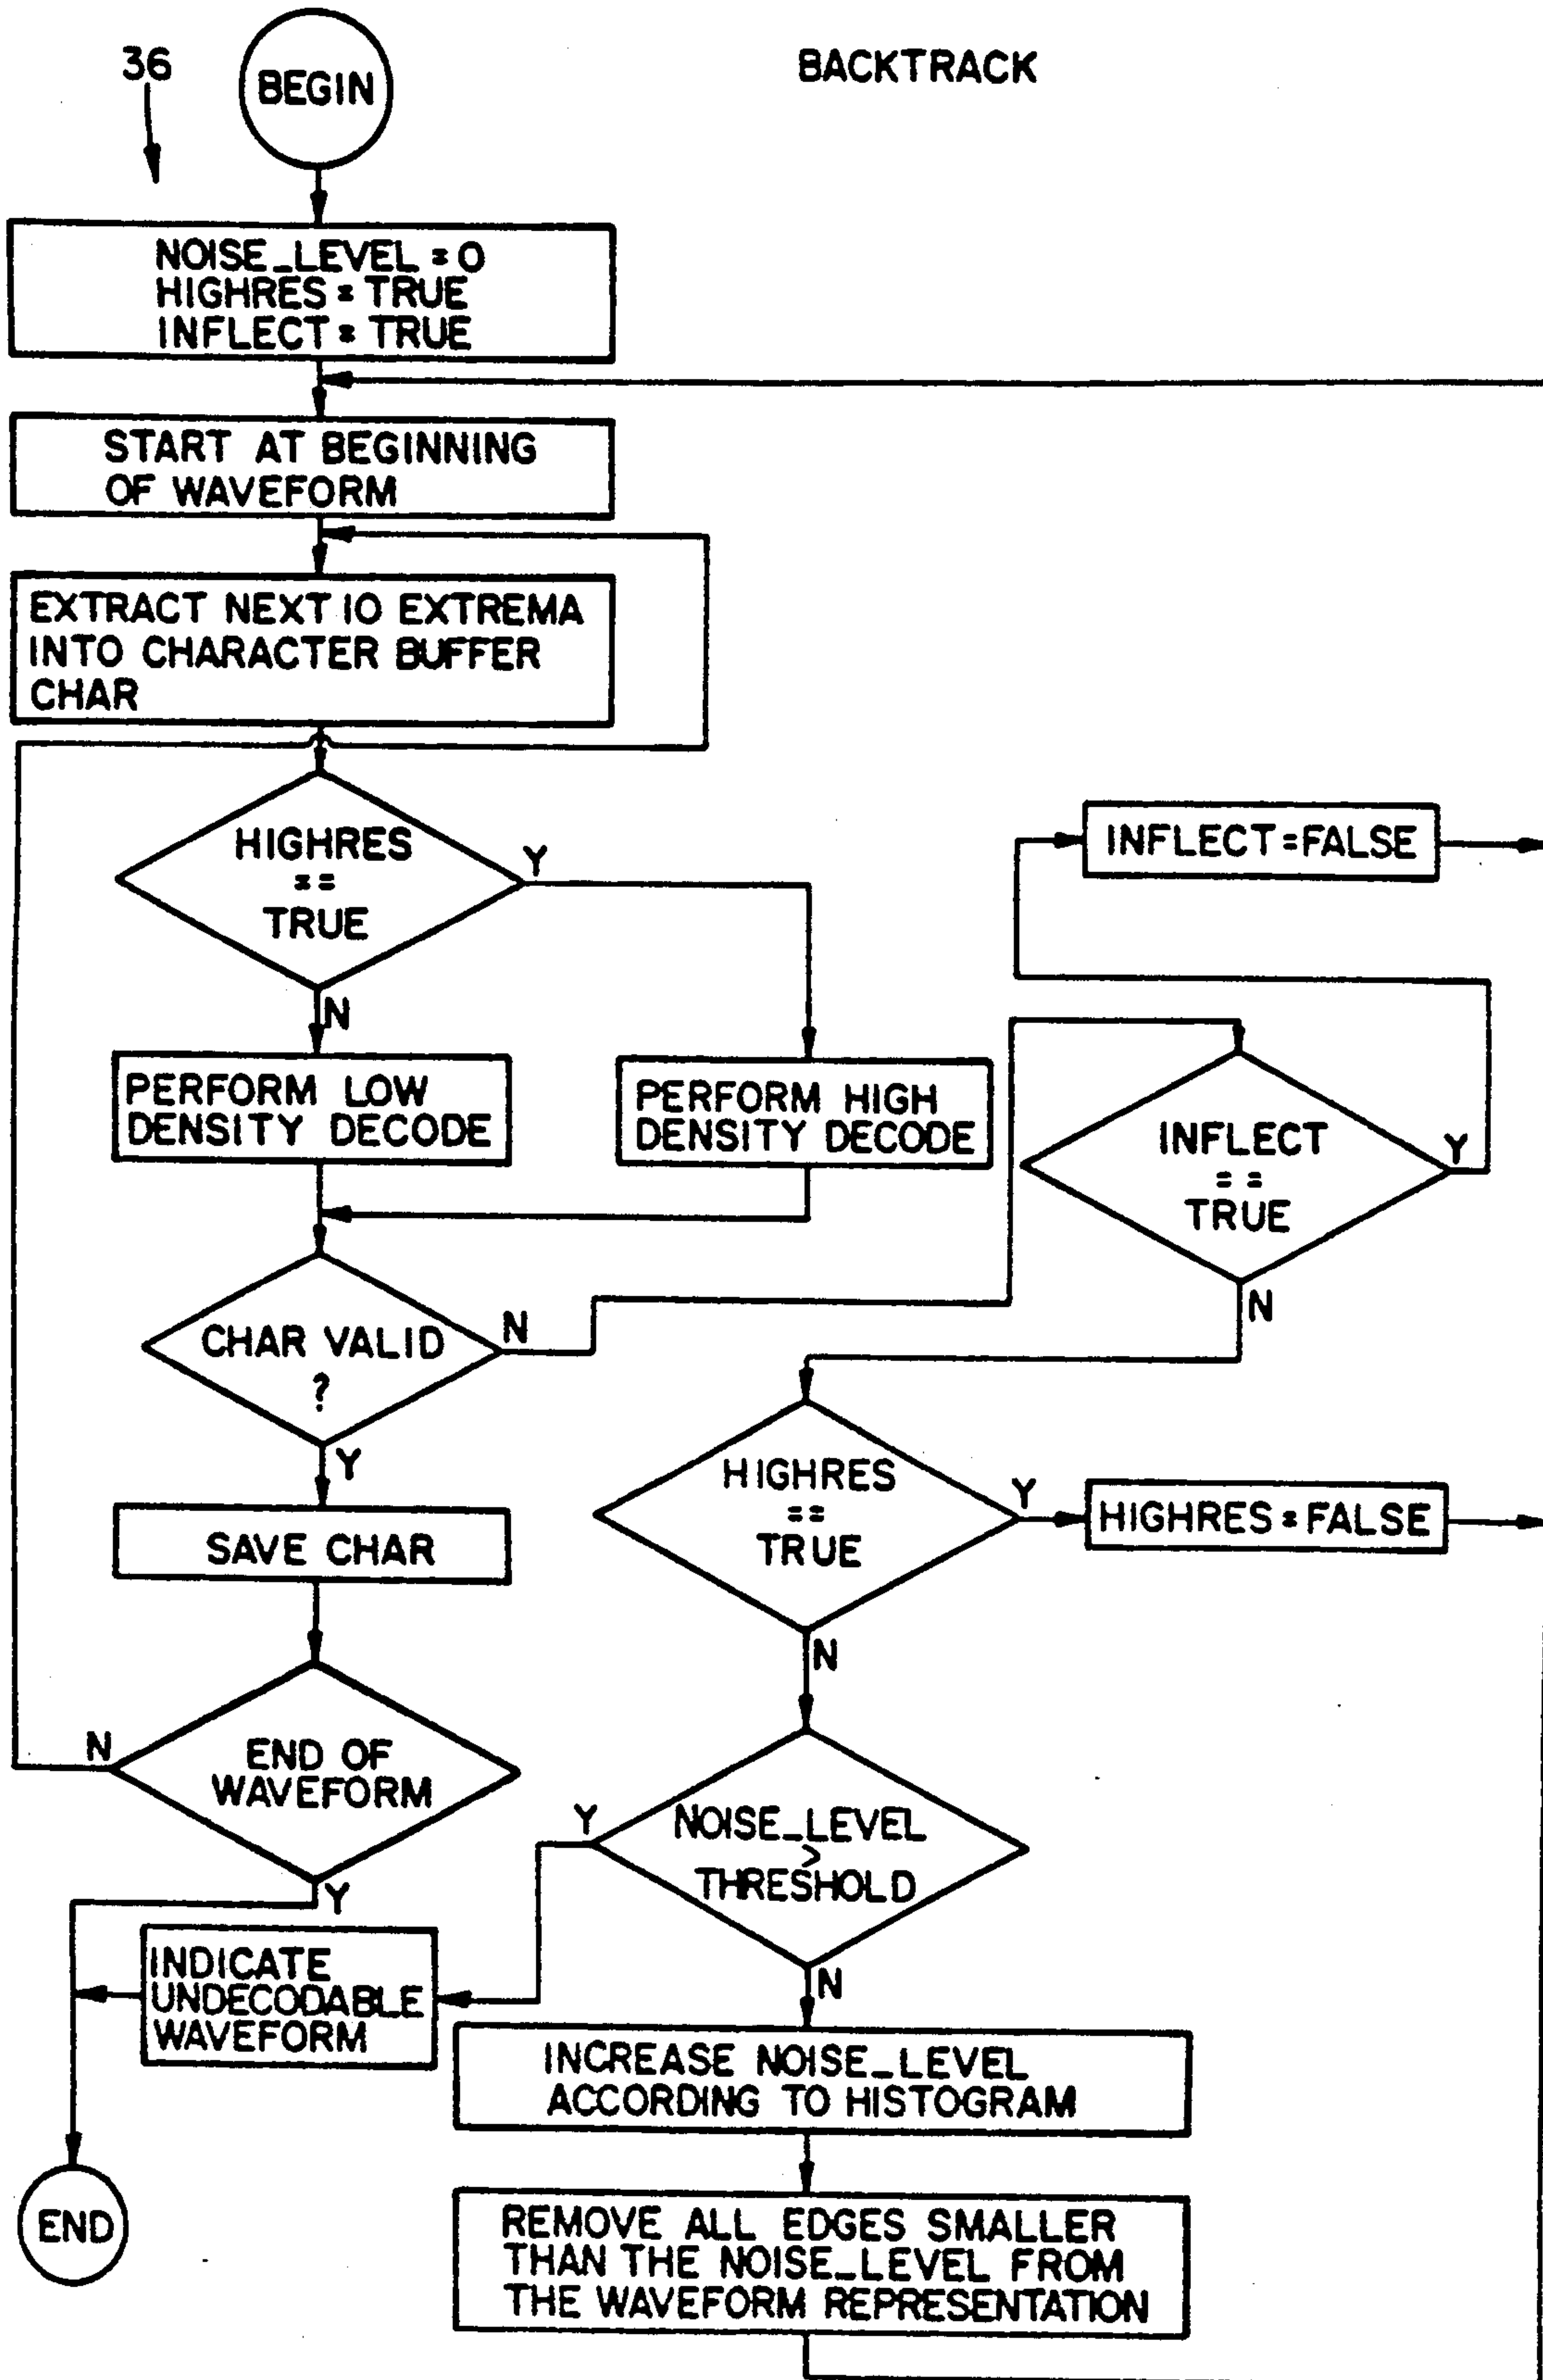 36
BEGIN
BACKTRACK
NOISE_LEVEL = 0
HIGHRES = TRUE
INFLECT = TRUE
START AT BEGINNING
OF WAVEFORM
EXTRACT NEXT 10 EXTREMA
INTO CHARACTER BUFFER
CHAR
HIGHRES
==
TRUE
Y
N
PERFORM LOW
DENSITY DECODE
PERFORM HIGH
DENSITY DECODE
INFLECT=FALSE
INFLECT
==
TRUE
Y
N
CHAR VALID
?
N
Y
SAVE CHAR
HIGHRES
==
TRUE
Y
N
HIGHRES = FALSE
END OF
WAVEFORM
N
Y
NOISE_LEVEL
>
THRESHOLD
Y
N
INDICATE
UNDECODABLE
WAVEFORM
INCREASE NOISE_LEVEL
ACCORDING TO HISTOGRAM
END
REMOVE ALL EDGES SMALLER
THAN THE NOISE_LEVEL FROM
THE WAVEFORM REPRESENTATION